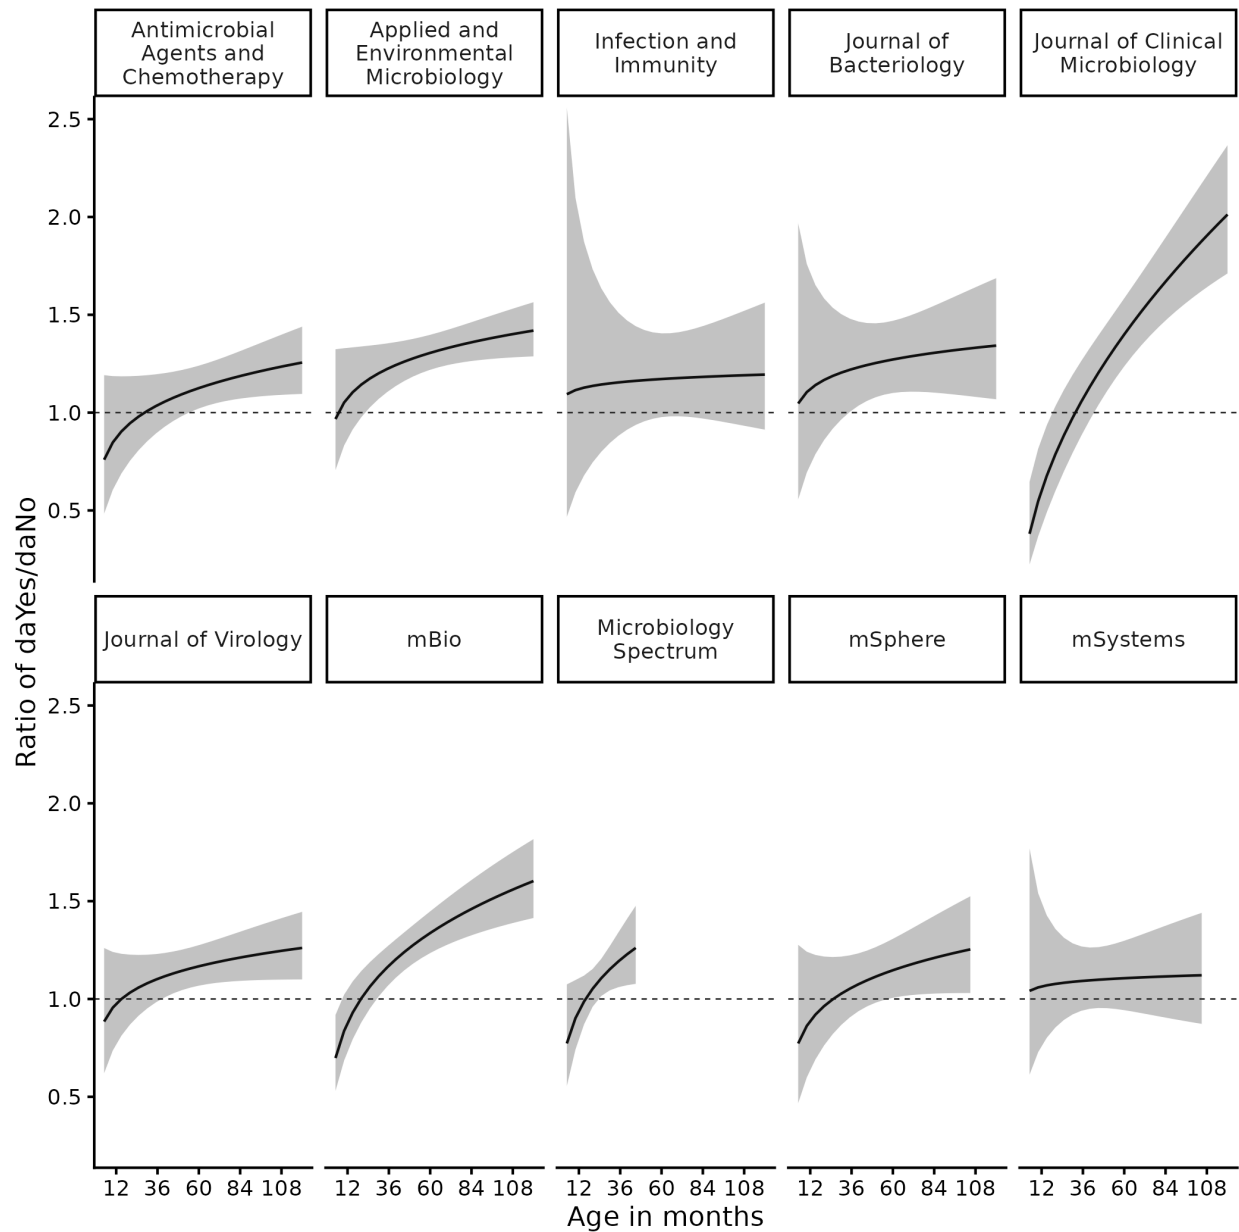 Antimicrobial
Agents and
Chemotherapy
Applied and
Environmental
Microbiology
Infection and
Immunity
Journal of
Bacteriology
Journal of Clinical
Microbiology
2.5
2.0
1.5
1.0
0.5
Ratio of daYes/daNo
Journal of Virology
mBio
Microbiology
Spectrum
mSphere
mSystems
2.5
2.0
1.5
1.0
0.5
12 36 60 84 108
12 36 60 84 108
12 36 60 84 108
12 36 60 84 108
12 36 60 84 108
Age in months